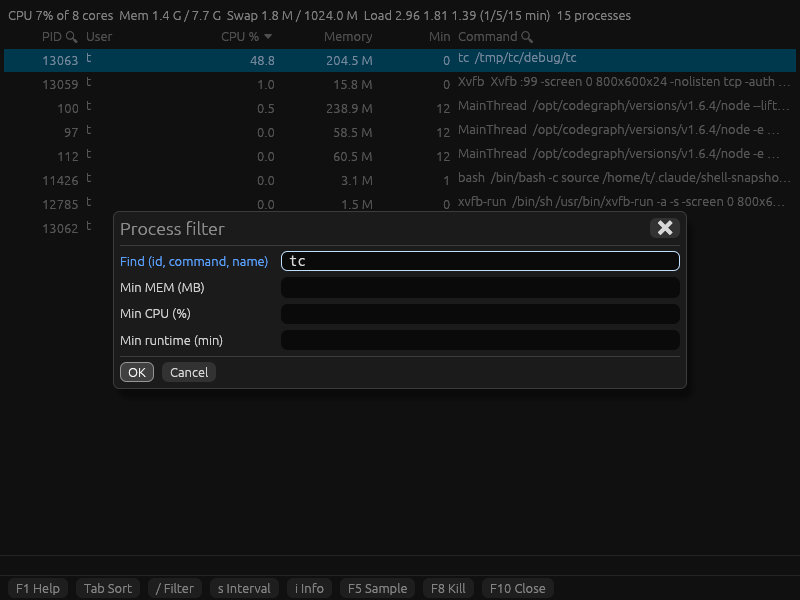 CPU 7% of 8 cores Mem 1.4 G / 7.7 G Swap 1.8 M / 1024.0 M Load 2.96 1.81 1.39 (1/5/15 min) 15 processes
PID User CPU % Memory Min Command
13063 t 48.8 204.5 M 0 tc /tmp/tc/debug/tc
13059 t 1.0 15.8 M 0 Xvfb Xvfb :99 -screen 0 800x600x24 -nolisten tcp -auth ...
100 t 0.5 238.9 M 12 MainThread /opt/codegraph/versions/v1.6.4/node --lift...
97 t 0.0 58.5 M 12 MainThread /opt/codegraph/versions/v1.6.4/node -e ...
112 t 0.0 60.5 M 12 MainThread /opt/codegraph/versions/v1.6.4/node -e ...
11426 t 0.0 3.1 M 1 bash /bin/bash -c source /home/t/.claude/shell-snapsho...
12785 t 0.0 1.5 M 0 xvfb-run /bin/sh /usr/bin/xvfb-run -a -s -screen 0 800x6...
13062 t
Process filter
Find (id, command, name) tc
Min MEM (MB)
Min CPU (%)
Min runtime (min)
OK Cancel
F1 Help Tab Sort / Filter s Interval i Info F5 Sample F8 Kill F10 Close